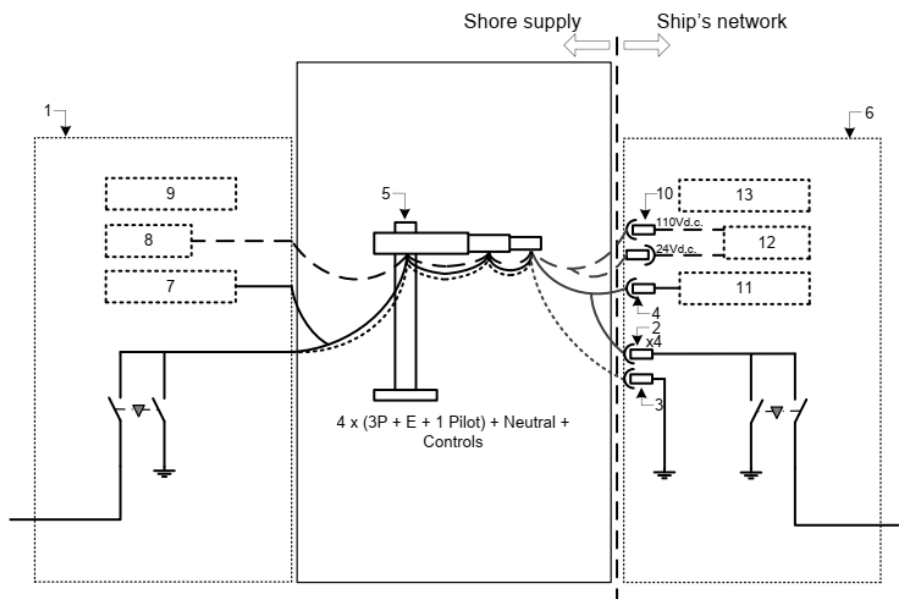 Shore supply
Ship's network
1
6
9
5
10
13
110Vd.c.
8
24Vd.c.
12
7
11
4
2
x4
3
4 x (3P + E + 1 Pilot) + Neutral +
Controls